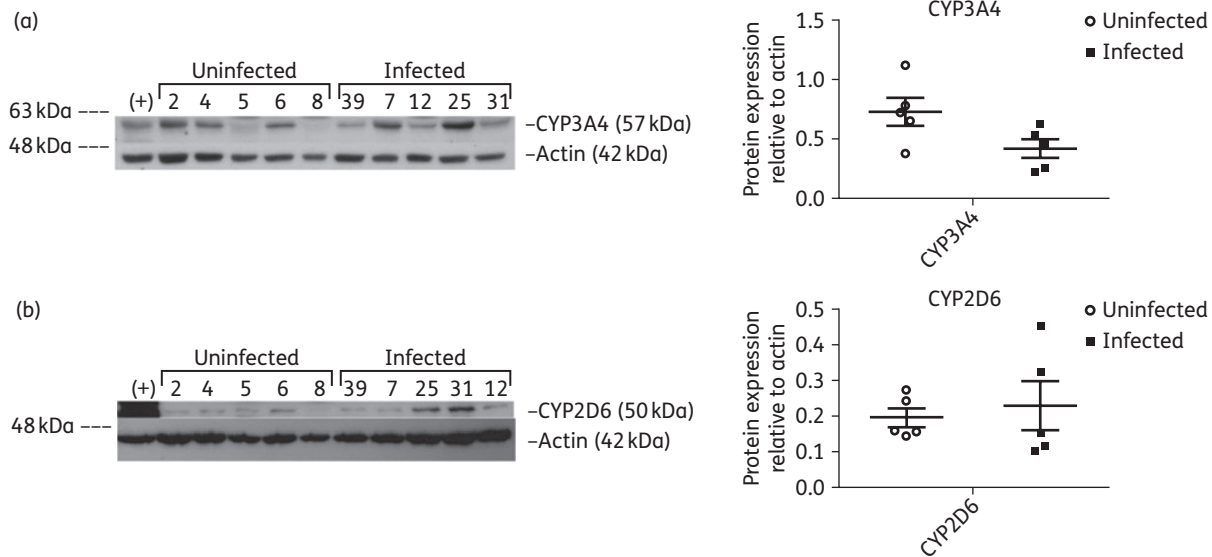 (a)
Uninfected Infected
(+) 2 4 5 6 8 39 7 12 25 31
63 kDa ---
48 kDa ---
-CYP3A4 (57 kDa)
-Actin (42 kDa)
CYP3A4
Protein expression
relative to actin
1.5
1.0
0.5
0.0
CYP3A4
Uninfected
Infected
(b)
Uninfected Infected
(+) 2 4 5 6 8 39 7 25 31 12
48 kDa ---
-CYP2D6 (50 kDa)
-Actin (42 kDa)
CYP2D6
Protein expression
relative to actin
0.5
0.4
0.3
0.2
0.1
0.0
CYP2D6
Uninfected
Infected